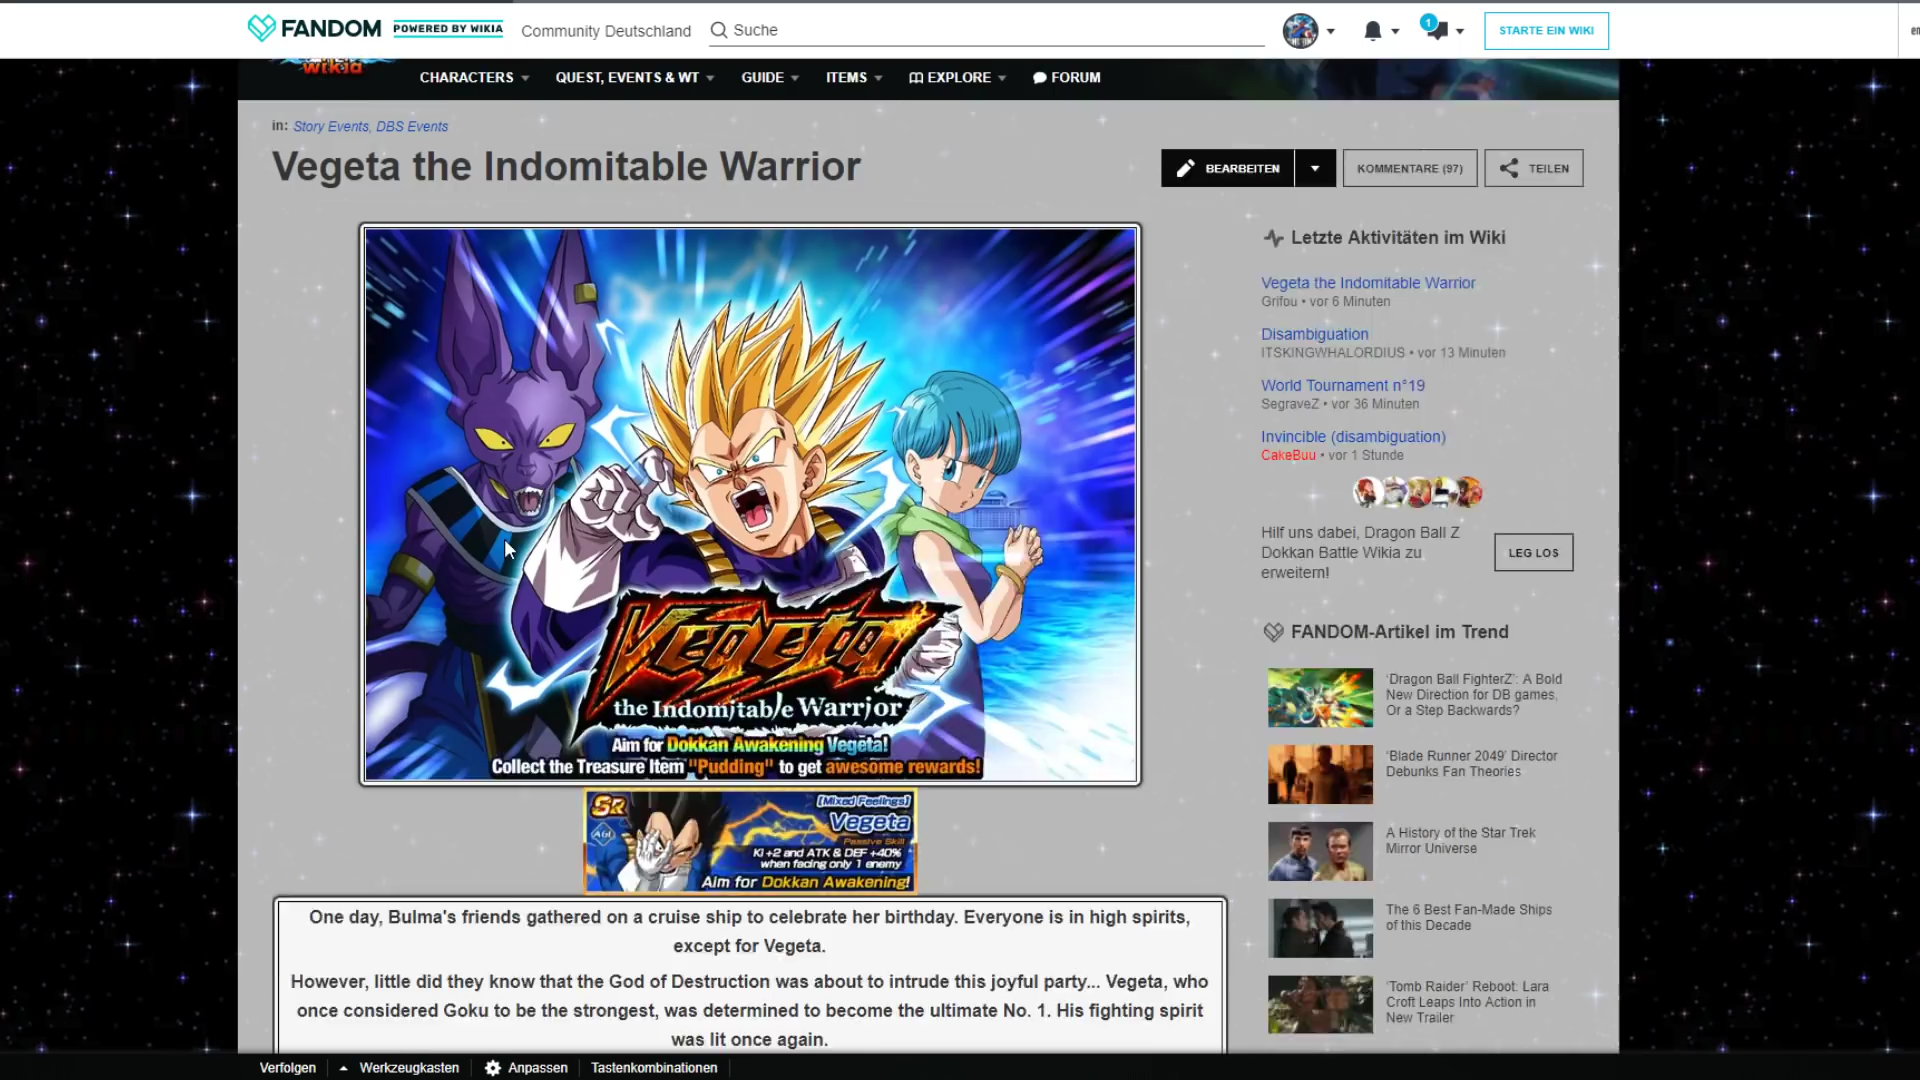 FANDOM POWERED BY WIKIA Community Deutschland Suche 1 STARTE EIN WIKI
wikia
CHARACTERS QUEST, EVENTS & WT GUIDE ITEMS EXPLORE FORUM
in: Story Events, DBS Events
Vegeta the Indomitable Warrior
BEARBEITEN KOMMENTARE (97) TEILEN
Vegeta
the Indomitable Warrior
Aim for Dokkan Awakening Vegeta!
Collect the Treasure Item "Pudding" to get awesome rewards!
SR
AGL
[Mixed Feelings]
Vegeta
Passive Skill
Ki +2 and ATK & DEF +40%
when facing only 1 enemy
Aim for Dokkan Awakening!
One day, Bulma's friends gathered on a cruise ship to celebrate her birthday. Everyone is in high spirits,
except for Vegeta.
However, little did they know that the God of Destruction was about to intrude this joyful party... Vegeta, who
once considered Goku to be the strongest, was determined to become the ultimate No. 1. His fighting spirit
was lit once again.
Letzte Aktivitäten im Wiki
Vegeta the Indomitable Warrior
Grifou • vor 6 Minuten
Disambiguation
ITSKINGWHALORDIUS • vor 13 Minuten
World Tournament n°19
SegraveZ • vor 36 Minuten
Invincible (disambiguation)
CakeBuu • vor 1 Stunde
Hilf uns dabei, Dragon Ball Z
Dokkan Battle Wikia zu
erweitern!
LEG LOS
FANDOM-Artikel im Trend
'Dragon Ball FighterZ': A Bold
New Direction for DB games,
Or a Step Backwards?
'Blade Runner 2049' Director
Debunks Fan Theories
A History of the Star Trek
Mirror Universe
The 6 Best Fan-Made Ships
of this Decade
'Tomb Raider' Reboot: Lara
Croft Leaps Into Action in
New Trailer
Verfolgen Werkzeugkasten Anpassen Tastenkombinationen